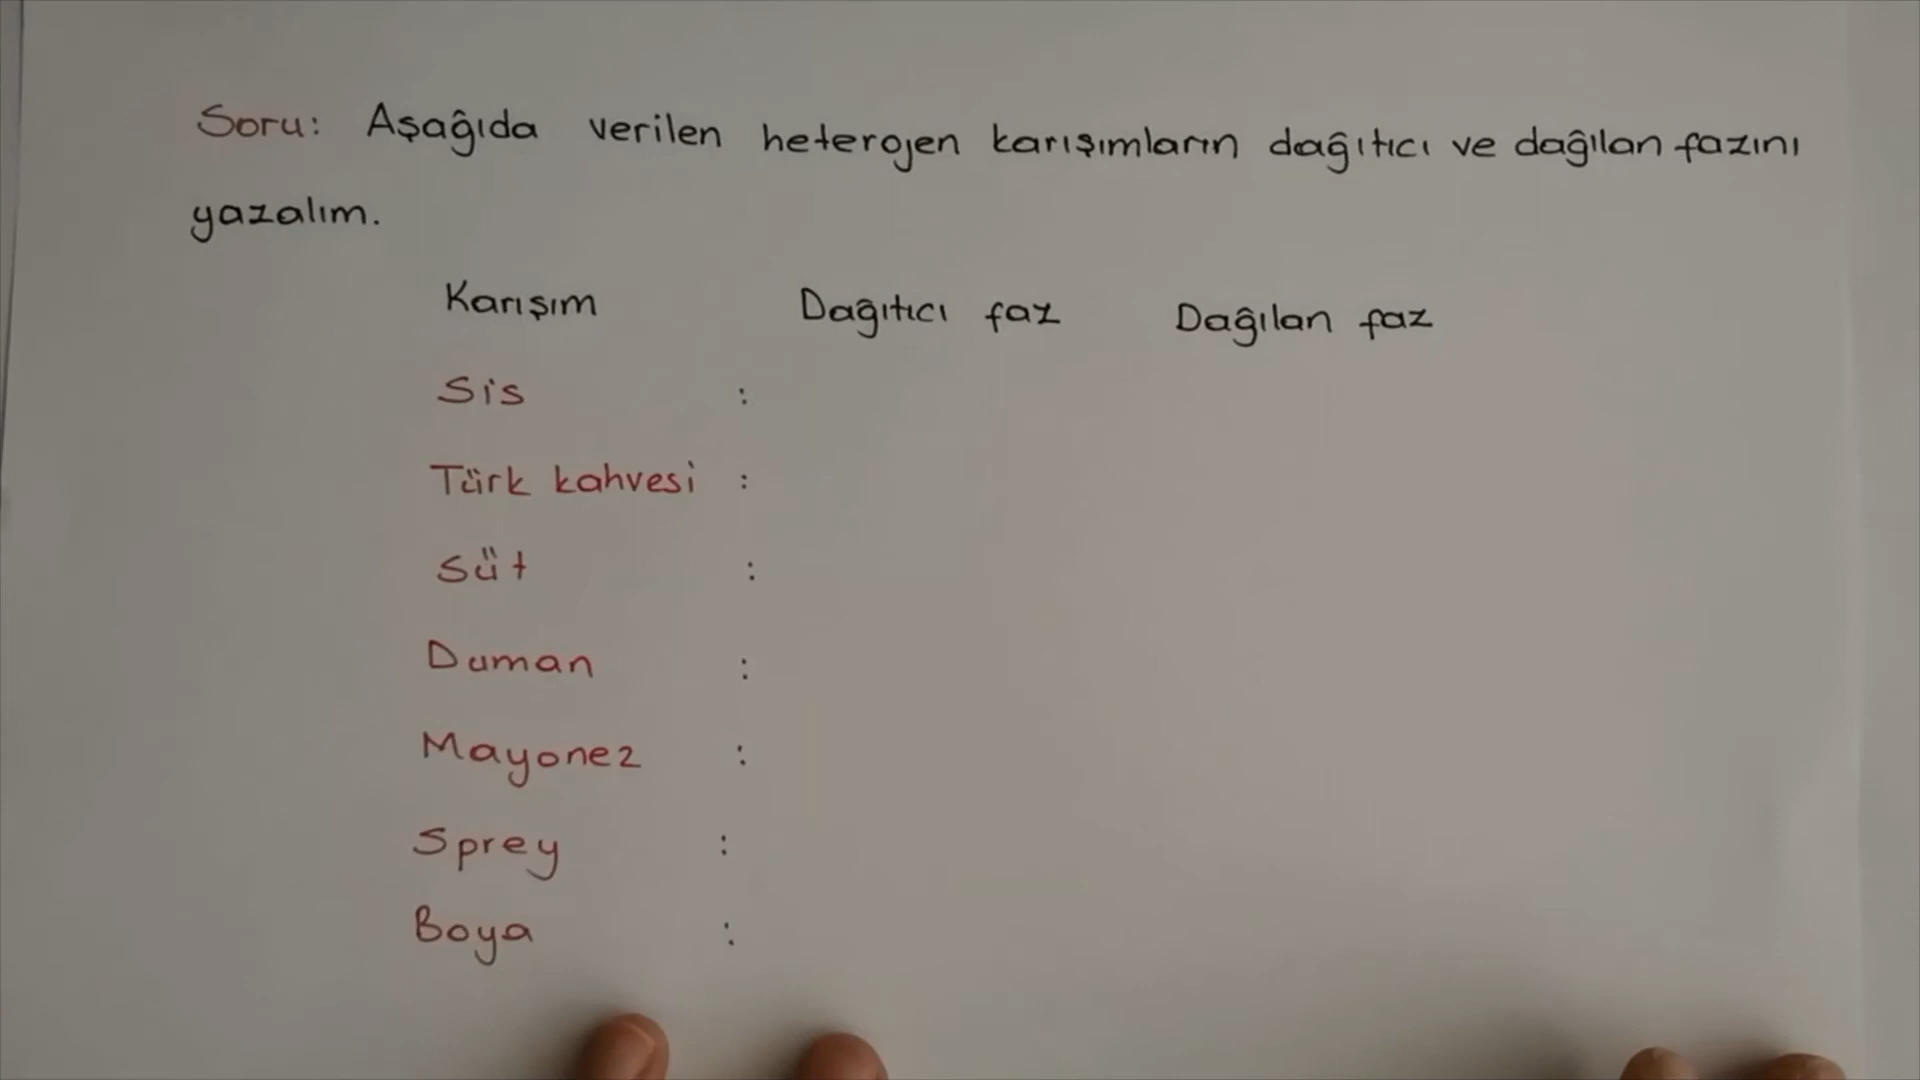 Soru: Aşağıda verilen heterojen karışımların dağıtıcı ve dağılan fazını
yazalım.
Karışım Dağıtıcı faz Dağılan faz
Sis :
Türk kahvesi :
Süt :
Duman :
Mayonez :
Sprey :
Boya :